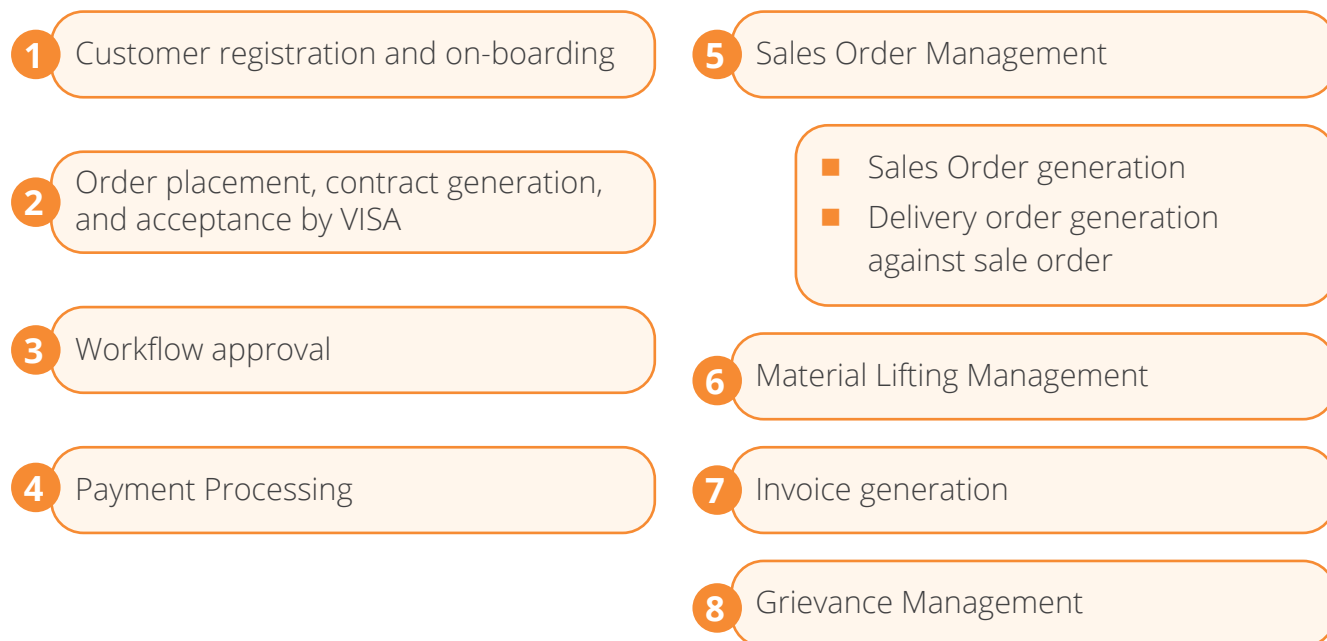 1 Customer registration and on-boarding
2 Order placement, contract generation,
and acceptance by VISA
3 Workflow approval
4 Payment Processing
5 Sales Order Management
■ Sales Order generation
■ Delivery order generation
against sale order
6 Material Lifting Management
7 Invoice generation
8 Grievance Management